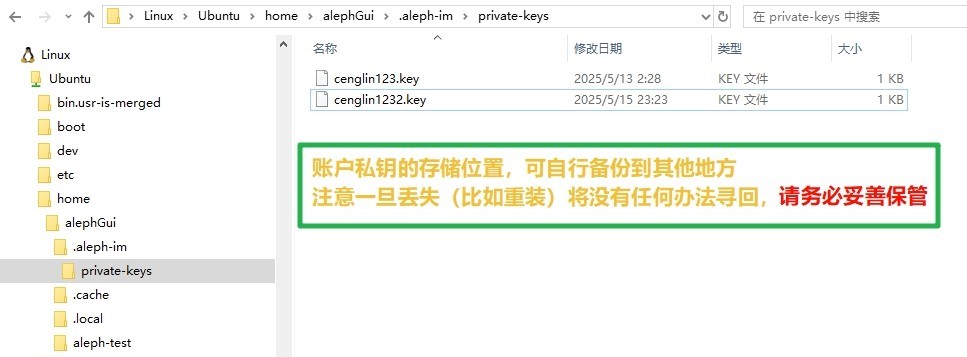 Linux > Ubuntu > home > alephGui > .aleph-im > private-keys
在 private-keys 中搜索
Linux
Ubuntu
bin.usr-is-merged
boot
dev
etc
home
alephGui
.aleph-im
private-keys
.cache
.local
aleph-test
名称 修改日期 类型 大小
cenglin123.key 2025/5/13 2:28 KEY 文件 1 KB
cenglin1232.key 2025/5/15 23:23 KEY 文件 1 KB
账户私钥的存储位置，可自行备份到其他地方
注意一旦丢失（比如重装）将没有任何办法寻回，请务必妥善保管